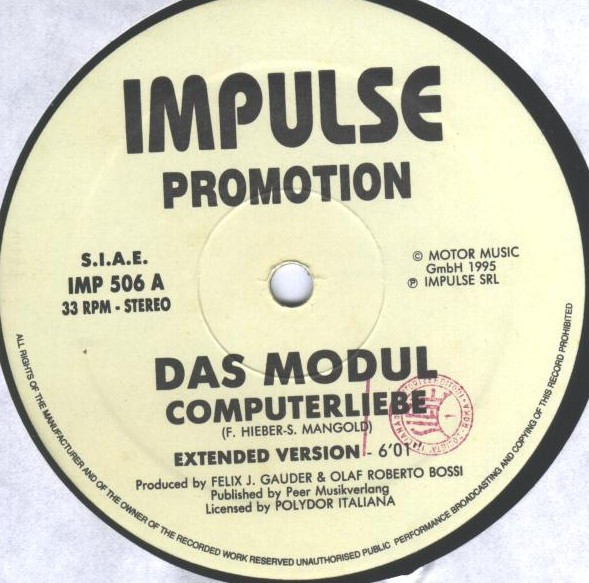 IMPULSE
PROMOTION
S.I.A.E.
IMP 506 A
33 RPM - STEREO
© MOTOR MUSIC
GmbH 1995
℗ IMPULSE SRL
DAS MODUL
COMPUTERLIEBE
(F. HIEBER-S. MANGOLD)
EXTENDED VERSION - 6'01
Produced by FELIX J. GAUDER & OLAF ROBERTO BOSSI
Published by Peer Musikverlang
Licensed by POLYDOR ITALIANA
ALL RIGHTS OF THE MANUFACTURER AND OF THE OWNER OF THE RECORDED WORK RESERVED UNAUTHORISED PUBLIC PERFORMANCE BROADCASTING AND COPYING OF THIS RECORD PROHIBITED